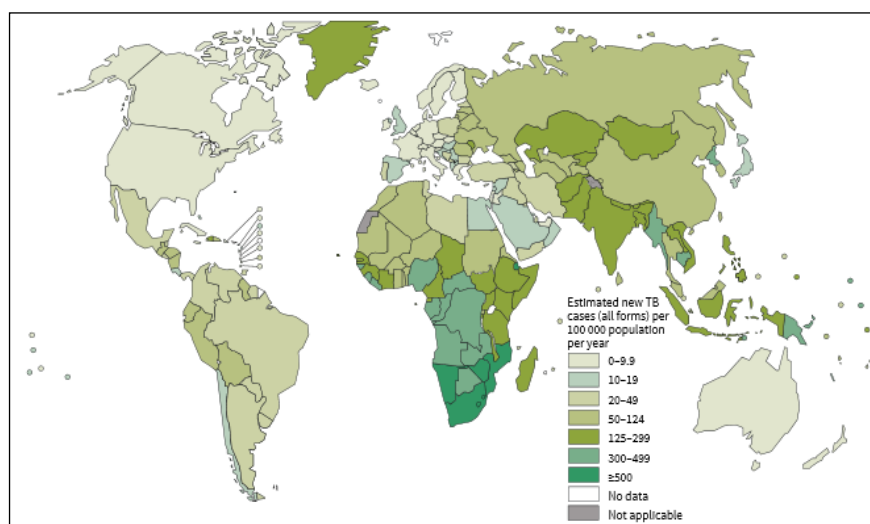 Estimated new TB
cases (all forms) per
100 000 population
per year
0–9.9
10–19
20–49
50–124
125–299
300–499
≥500
No data
Not applicable